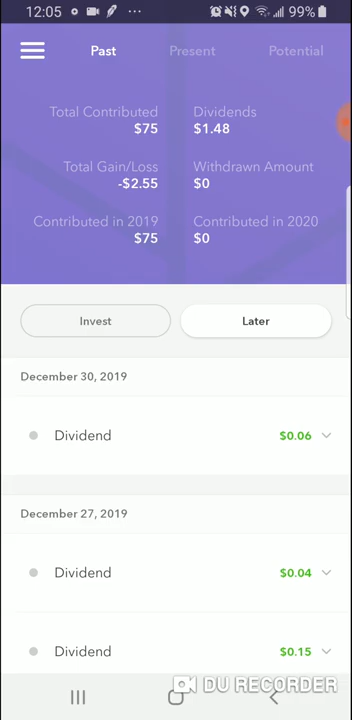 12:05 99%
Past Present Potential
Total Contributed Dividends
$75 $1.48
Total Gain/Loss Withdrawn Amount
-$2.55 $0
Contributed in 2019 Contributed in 2020
$75 $0
Invest Later
December 30, 2019
Dividend $0.06
December 27, 2019
Dividend $0.04
Dividend $0.15
DU RECORDER